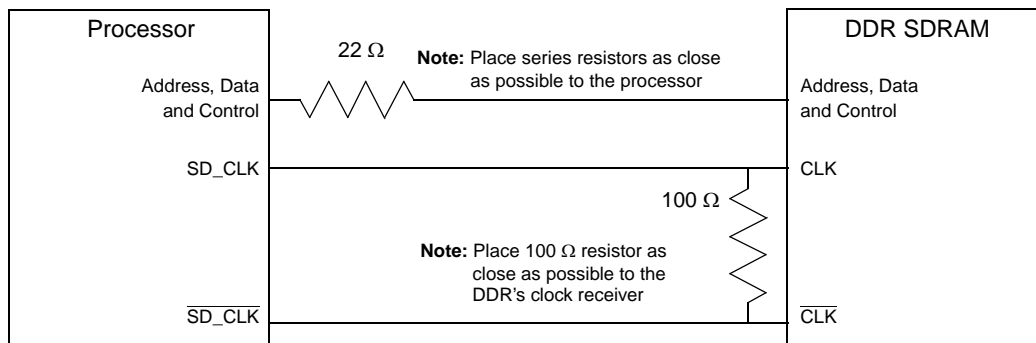 Processor
DDR SDRAM
22 Ω
Note: Place series resistors as close
as possible to the processor
Address, Data
and Control
Address, Data
and Control
SD_CLK
CLK
100 Ω
Note: Place 100 Ω resistor as
close as possible to the
DDR's clock receiver
S̅D̅_̅C̅L̅K̅
C̅L̅K̅